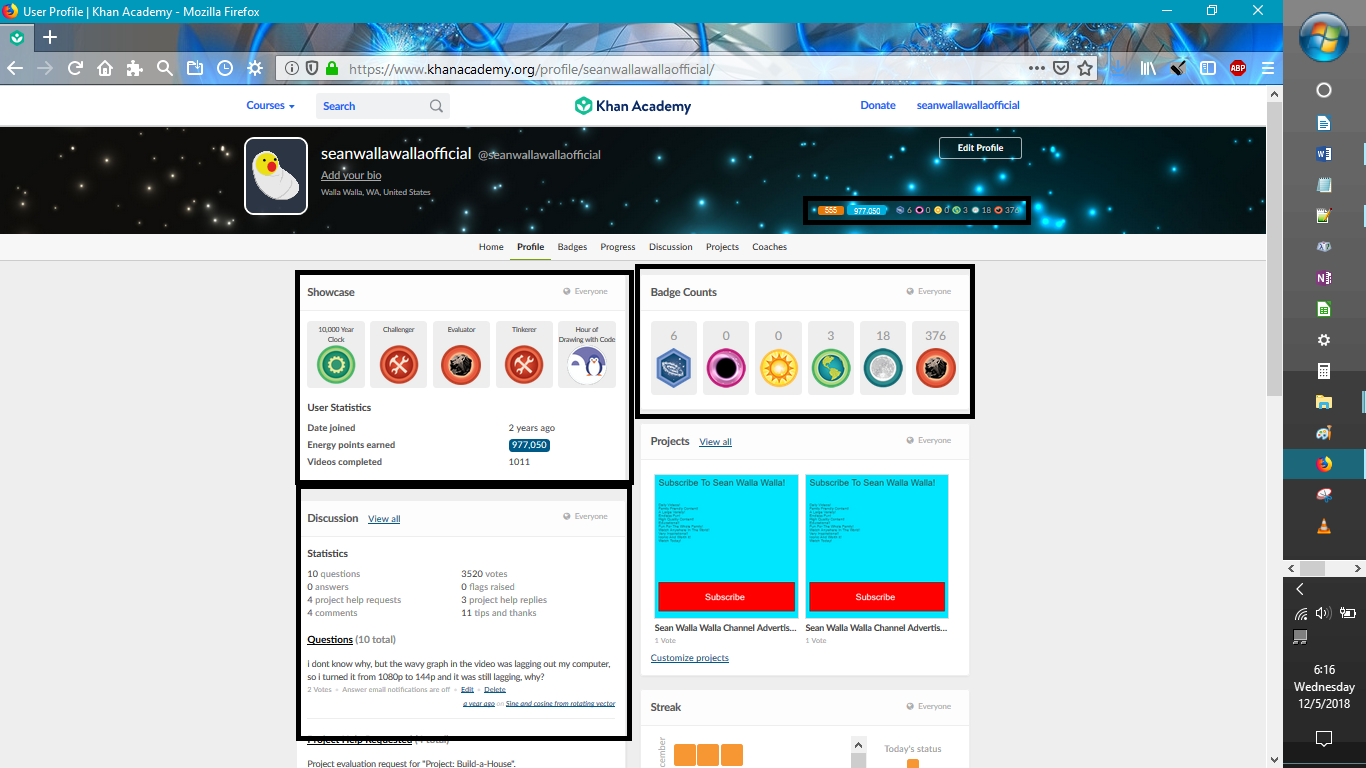 User Profile | Khan Academy - Mozilla Firefox
https://www.khanacademy.org/profile/seanwallawallaofficial/
ABP
Courses
Search
Khan Academy
Donate
seanwallawallaofficial
seanwallawallaofficial @seanwallawallaofficial
Add your bio
Walla Walla, WA, United States
Edit Profile
555 977,050 6 0 0 3 18 376
Home Profile Badges Progress Discussion Projects Coaches
Showcase Everyone
10,000 Year Clock
Challenger
Evaluator
Tinkerer
Hour of Drawing with Code
User Statistics
Date joined 2 years ago
Energy points earned 977,050
Videos completed 1011
Badge Counts Everyone
6 0 0 3 18 376
Discussion View all Everyone
Statistics
10 questions 3520 votes
0 answers 0 flags raised
4 project help requests 3 project help replies
4 comments 11 tips and thanks
Questions (10 total)
i dont know why, but the wavy graph in the video was lagging out my computer,
so i turned it from 1080p to 144p and it was still lagging, why?
2 Votes • Answer email notifications are off • Edit • Delete
a year ago on Sine and cosine from rotating vector
Project Help Requested
Project evaluation request for "Project: Build-a-House".
Projects View all Everyone
Subscribe To Sean Walla Walla!
Subscribe
Sean Walla Walla Channel Advertis...
1 Vote
Subscribe To Sean Walla Walla!
Subscribe
Sean Walla Walla Channel Advertis...
1 Vote
Customize projects
Streak Everyone
Today's status
6:16
Wednesday
12/5/2018